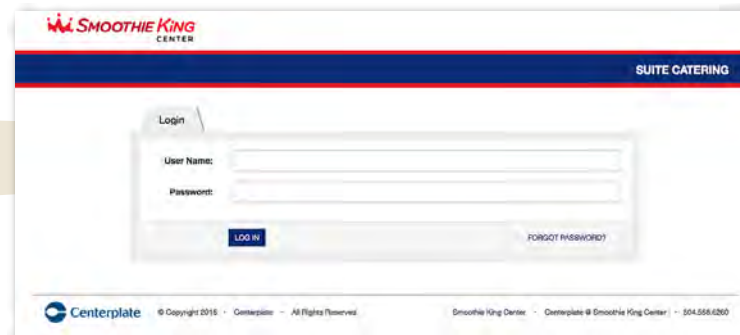 SMOOTHIE KING
CENTER
SUITE CATERING
Login
User Name:
Password:
LOG IN
FORGOT PASSWORD?
Centerplate © Copyright 2015 - Centerplate - All Rights Reserved Smoothie King Center - Centerplate @ Smoothie King Center - 504.558.6260